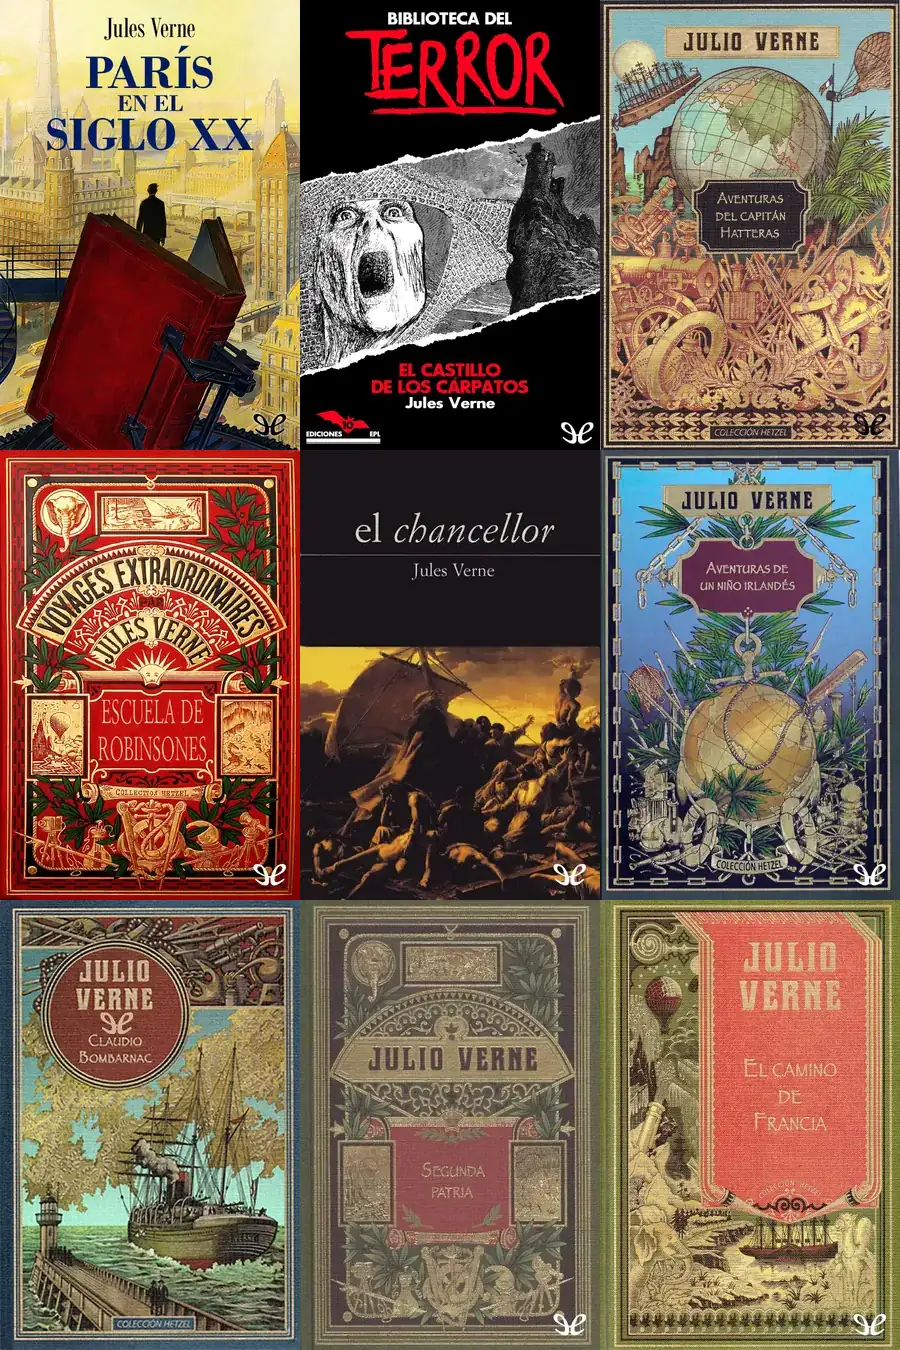 Jules Verne
PARÍS
EN EL
SIGLO XX
BIBLIOTECA DEL
TERROR
EL CASTILLO
DE LOS CÁRPATOS
Jules Verne
EDICIONES EPL
JULIO VERNE
AVENTURAS
DEL CAPITÁN
HATTERAS
COLECCIÓN HETZEL
VOYAGES EXTRAORDINAIRES
PAR
JULES VERNE
ESCUELA DE
ROBINSONES
COLLECTION HETZEL
el chancellor
Jules Verne
JULIO VERNE
AVENTURAS DE
UN NIÑO IRLANDÉS
COLECCIÓN HETZEL
JULIO
VERNE
CLAUDIO
BOMBARNAC
COLECCIÓN HETZEL
JULIO VERNE
SEGUNDA
PATRIA
JULIO
VERNE
EL CAMINO
DE
FRANCIA
COLECCIÓN HETZEL